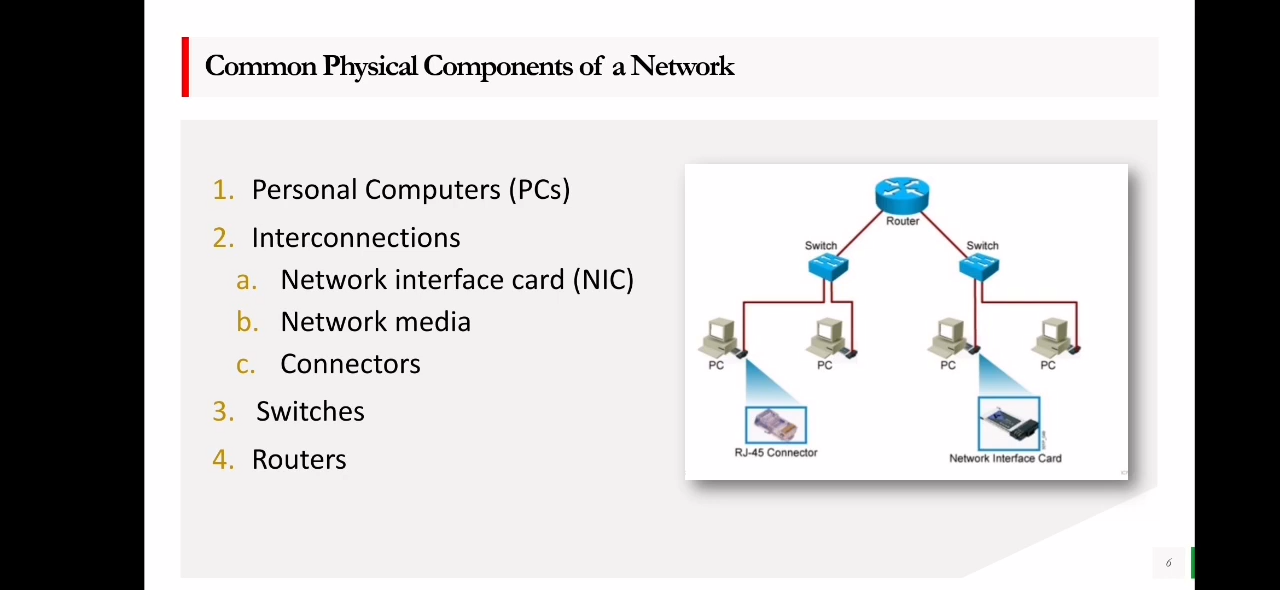 Common Physical Components of a Network
1. Personal Computers (PCs)
2. Interconnections
a. Network interface card (NIC)
b. Network media
c. Connectors
3. Switches
4. Routers
Router
Switch
Switch
PC
PC
PC
PC
RJ-45 Connector
Network Interface Card
6